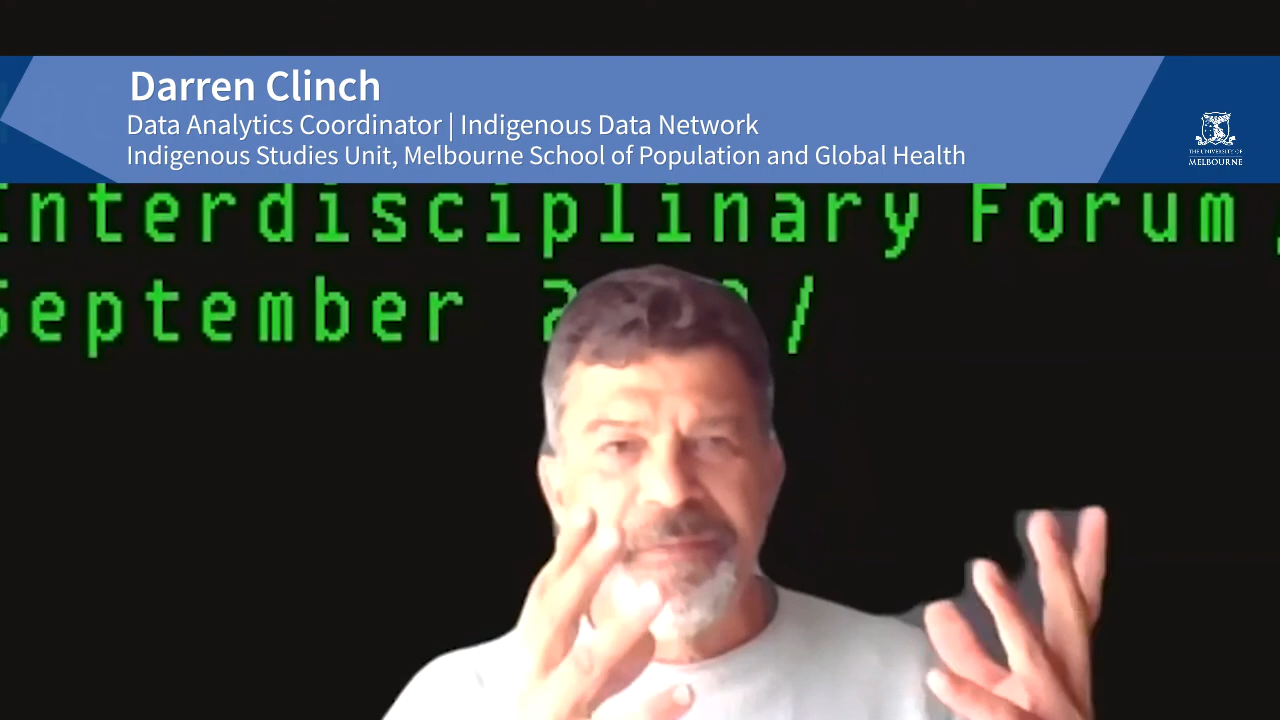 Darren Clinch
Data Analytics Coordinator | Indigenous Data Network
Indigenous Studies Unit, Melbourne School of Population and Global Health
THE UNIVERSITY OF
MELBOURNE
Interdisciplinary Forum
September
/